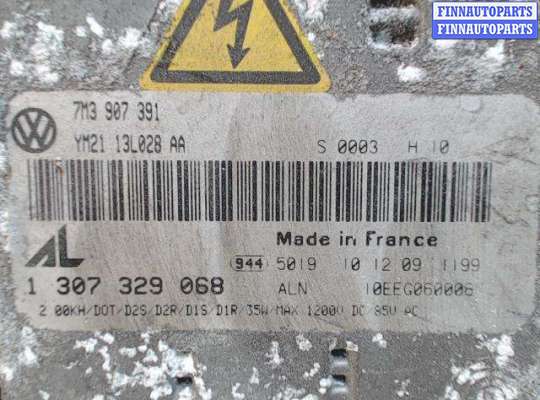 FINNAUTOPARTS
FINNAUTOPARTS
7M3 907 391
YM21 13L028 AA
S 0003 H 10
AL
Made in France
944 5019 10 12 09 1199
1 307 329 068
ALN 10EEG060006
2 00KH/DOT/D2S/D2R/D1S/D1R/35W/MAX 1200V DC/85V AC